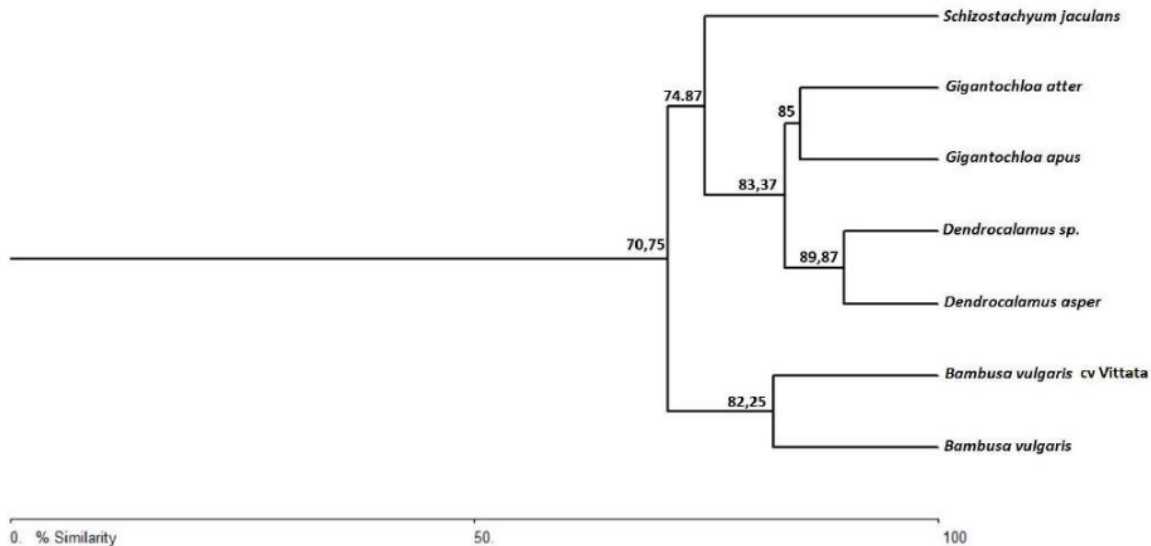 Schizostachyum jaculans
Gigantochloa atter
74.87
85
Gigantochloa apus
83,37
Dendrocalamus sp.
70,75
89,87
Dendrocalamus asper
Bambusa vulgaris cv Vittata
82,25
Bambusa vulgaris
0. % Similarity 50. 100